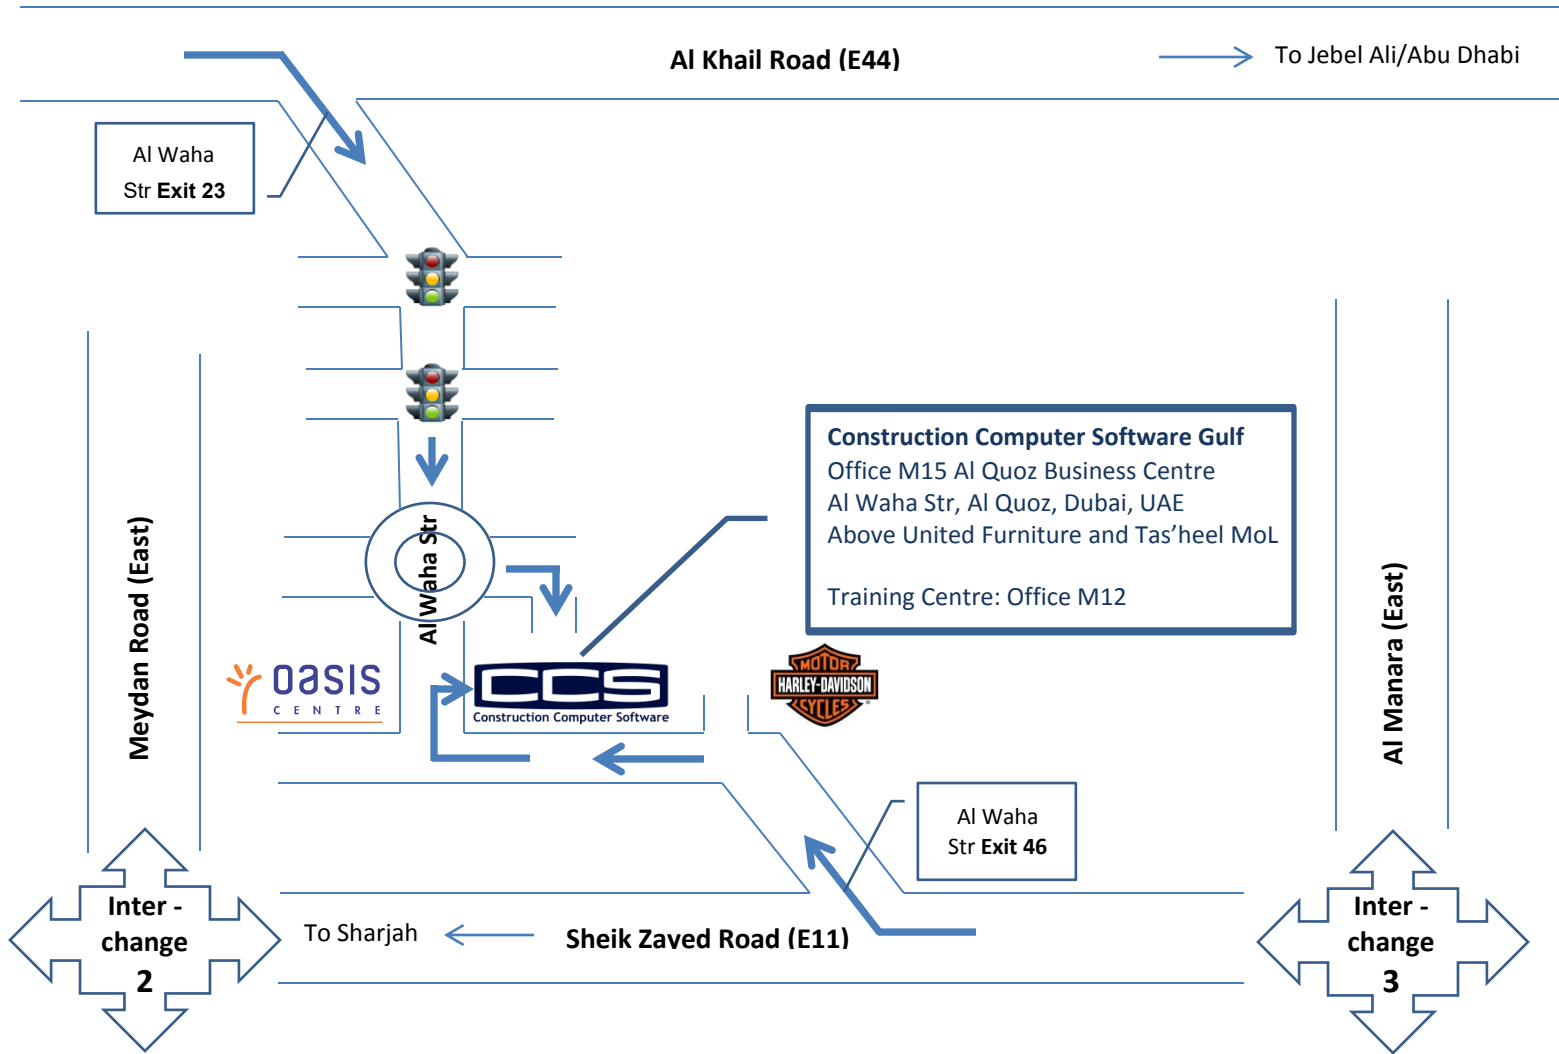 Al Khail Road (E44)
To Jebel Ali/Abu Dhabi
Al Waha
Str Exit 23
Construction Computer Software Gulf
Office M15 Al Quoz Business Centre
Al Waha Str, Al Quoz, Dubai, UAE
Above United Furniture and Tas’heel MoL
Training Centre: Office M12
Meydan Road (East)
Al Waha Str
Al Manara (East)
oasis
CENTRE
CCS
Construction Computer Software
MOTOR
HARLEY-DAVIDSON
CYCLES
Al Waha
Str Exit 46
Inter -
change
2
To Sharjah
Sheik Zayed Road (E11)
Inter -
change
3